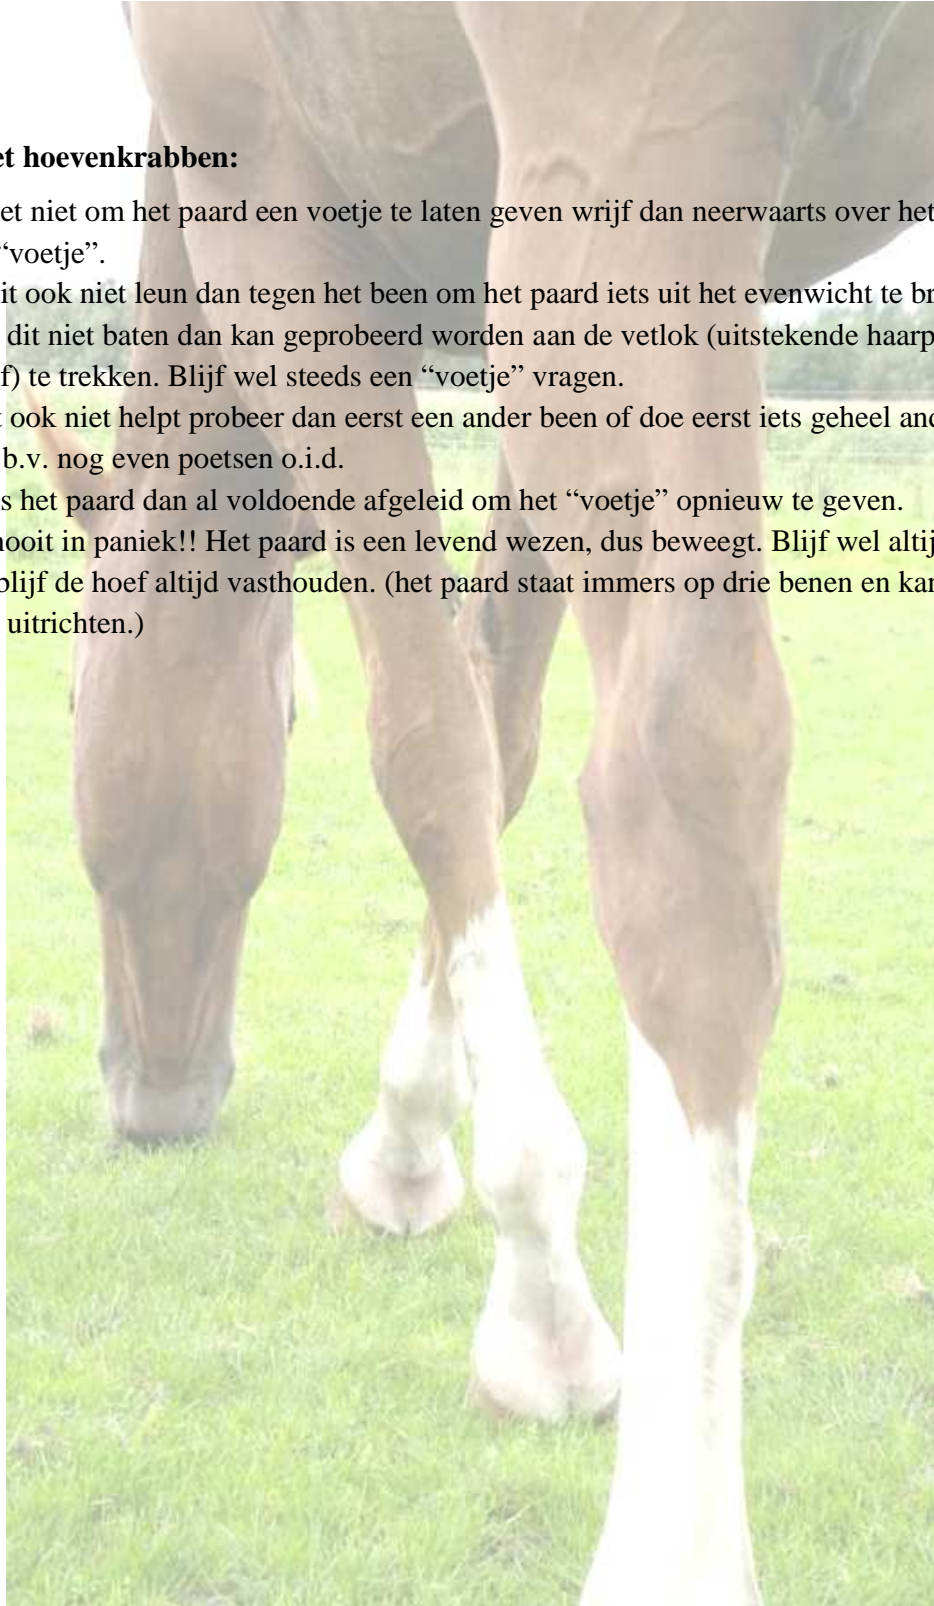 et hoevenkrabben:
et niet om het paard een voetje te laten geven wrijf dan neerwaarts over het
“voetje”.
it ook niet leun dan tegen het been om het paard iets uit het evenwicht te br
dit niet baten dan kan geprobeerd worden aan de vetlok (uitstekende haarp
f) te trekken. Blijf wel steeds een “voetje” vragen.
t ook niet helpt probeer dan eerst een ander been of doe eerst iets geheel and
b.v. nog even poetsen o.i.d.
s het paard dan al voldoende afgeleid om het “voetje” opnieuw te geven.
nooit in paniek!! Het paard is een levend wezen, dus beweegt. Blijf wel altij
blijf de hoef altijd vasthouden. (het paard staat immers op drie benen en kan
uitrichten.)